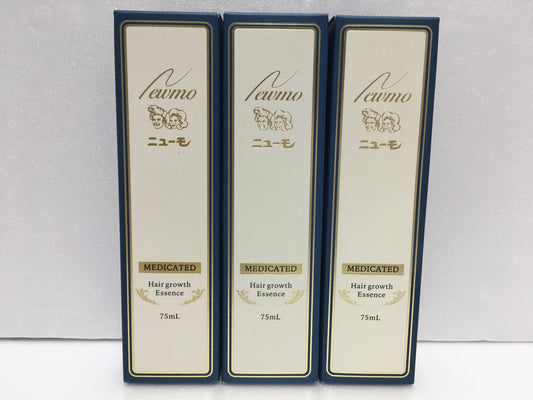 Newmo
ニューモ
MEDICATED
Hair growth
Essence
75mL
Newmo
ニューモ
MEDICATED
Hair growth
Essence
75mL
Newmo
ニューモ
MEDICATED
Hair growth
Essence
75mL